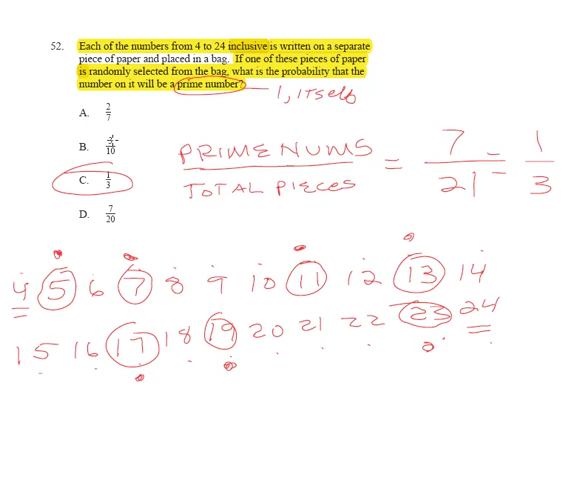 52. Each of the numbers from 4 to 24 inclusive is written on a separate
piece of paper and placed in a bag. If one of these pieces of paper
is randomly selected from the bag, what is the probability that the
number on it will be a prime number?
1, ITSELF
A. 2/7
B. 3/10
C. 1/3
D. 7/20
PRIME NUMS / TOTAL PIECES = 7/21 = 1/3
4 5 6 7 8 9 10 11 12 13 14
15 16 17 18 19 20 21 22 23 24